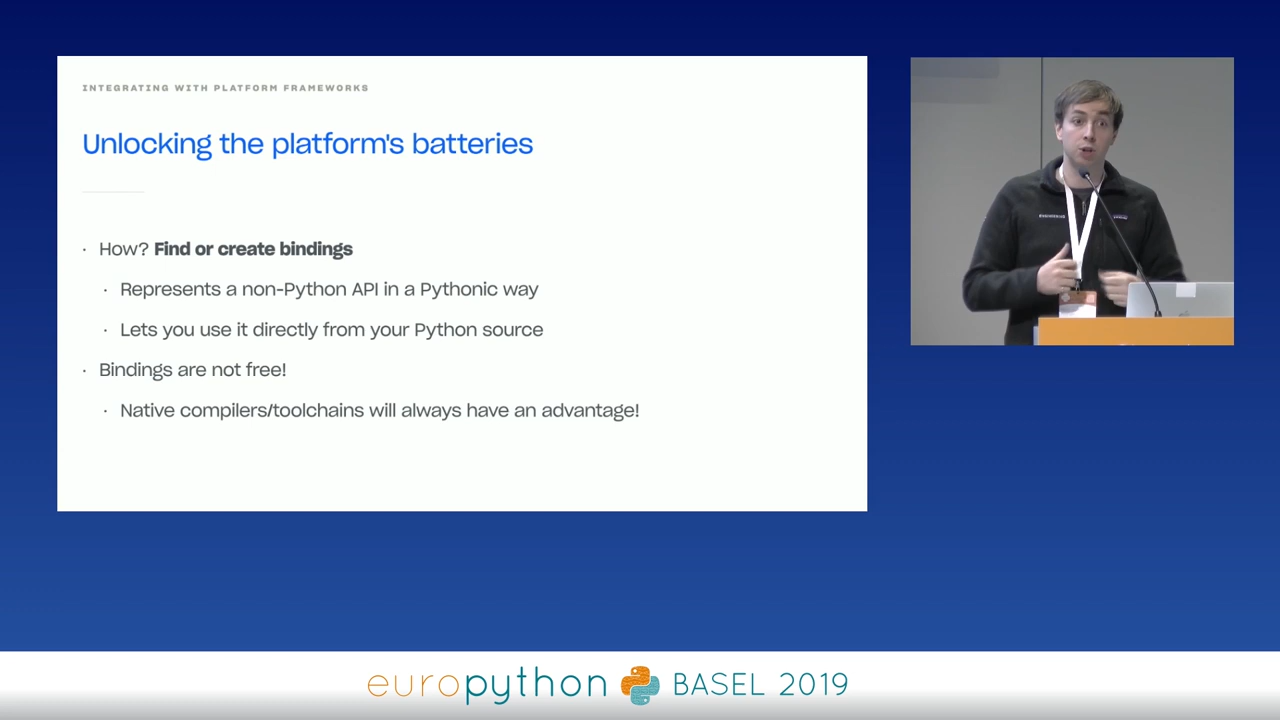 INTEGRATING WITH PLATFORM FRAMEWORKS
Unlocking the platform's batteries
· How? Find or create bindings
· Represents a non-Python API in a Pythonic way
· Lets you use it directly from your Python source
· Bindings are not free!
· Native compilers/toolchains will always have an advantage!
europython BASEL 2019